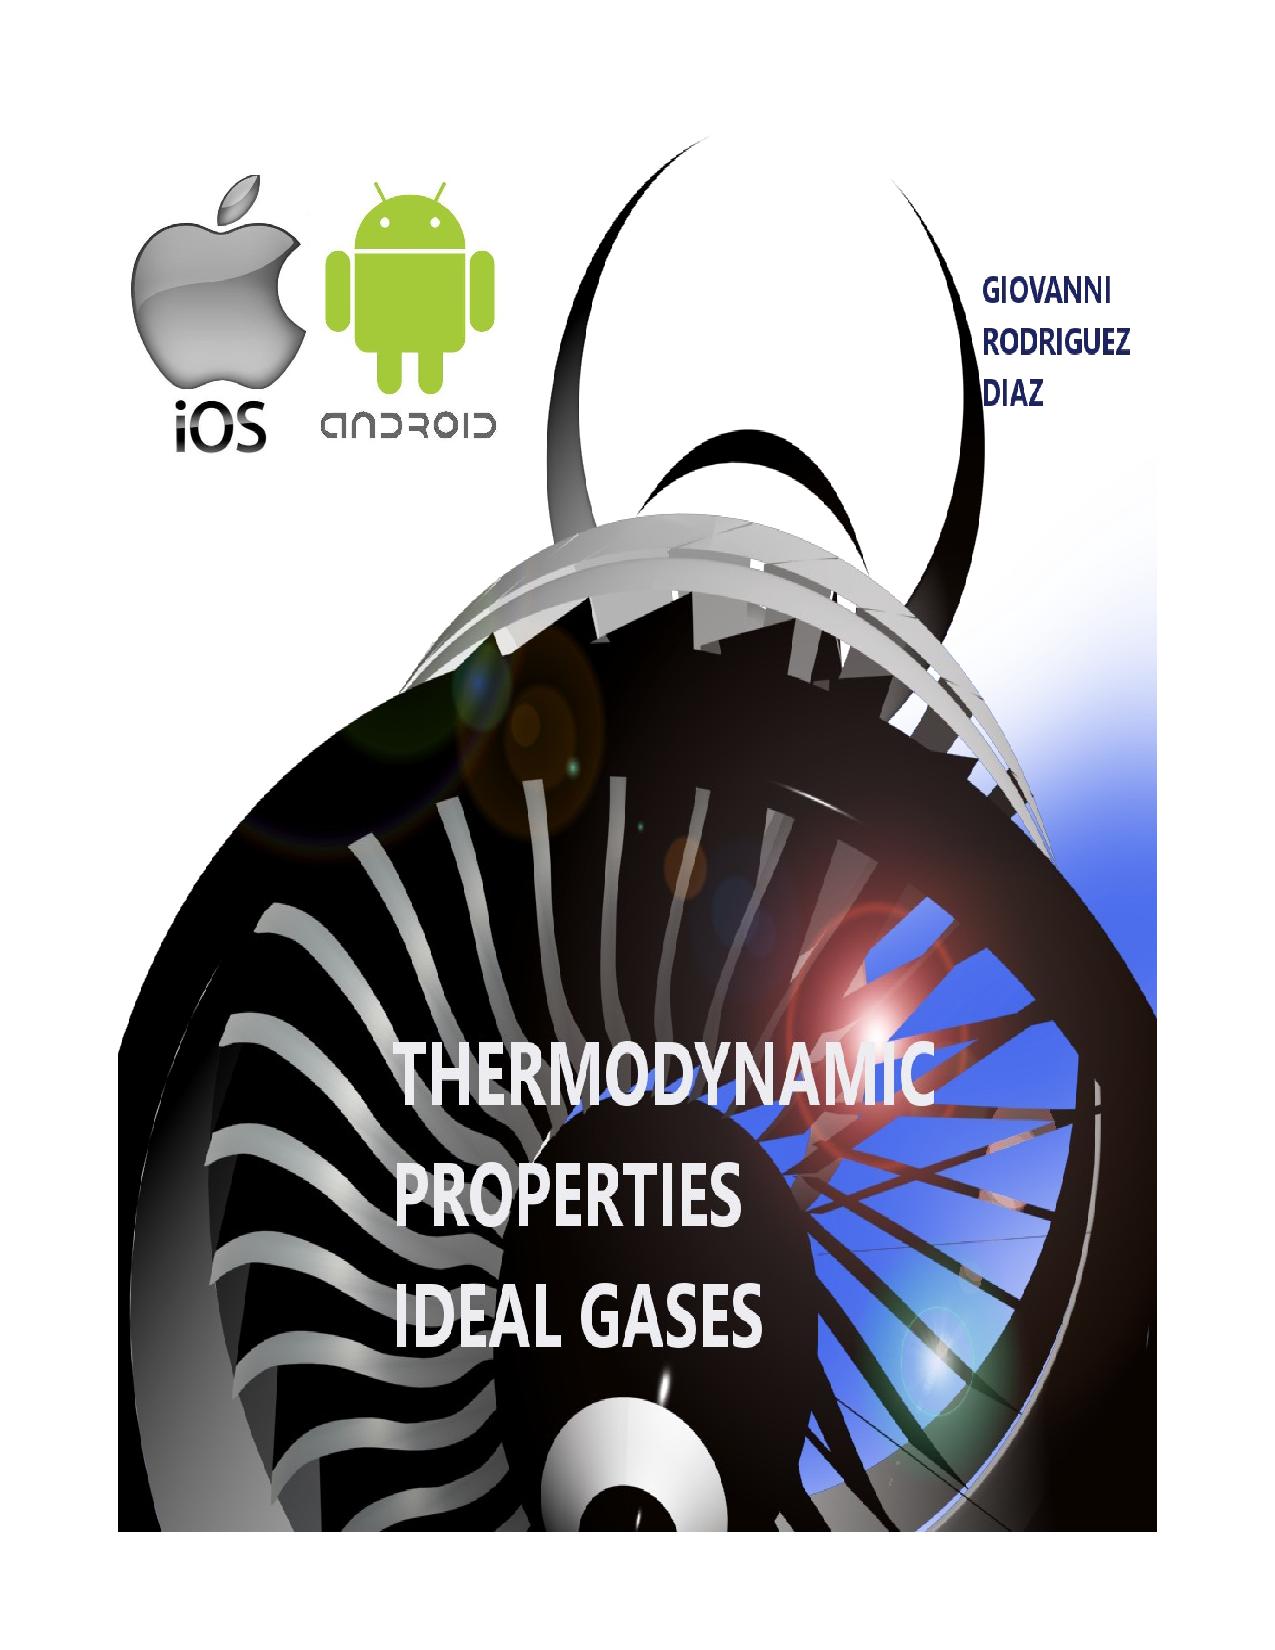 iOS
ANDROID
GIOVANNI
RODRIGUEZ
DIAZ
THERMODYNAMIC
PROPERTIES
IDEAL GASES